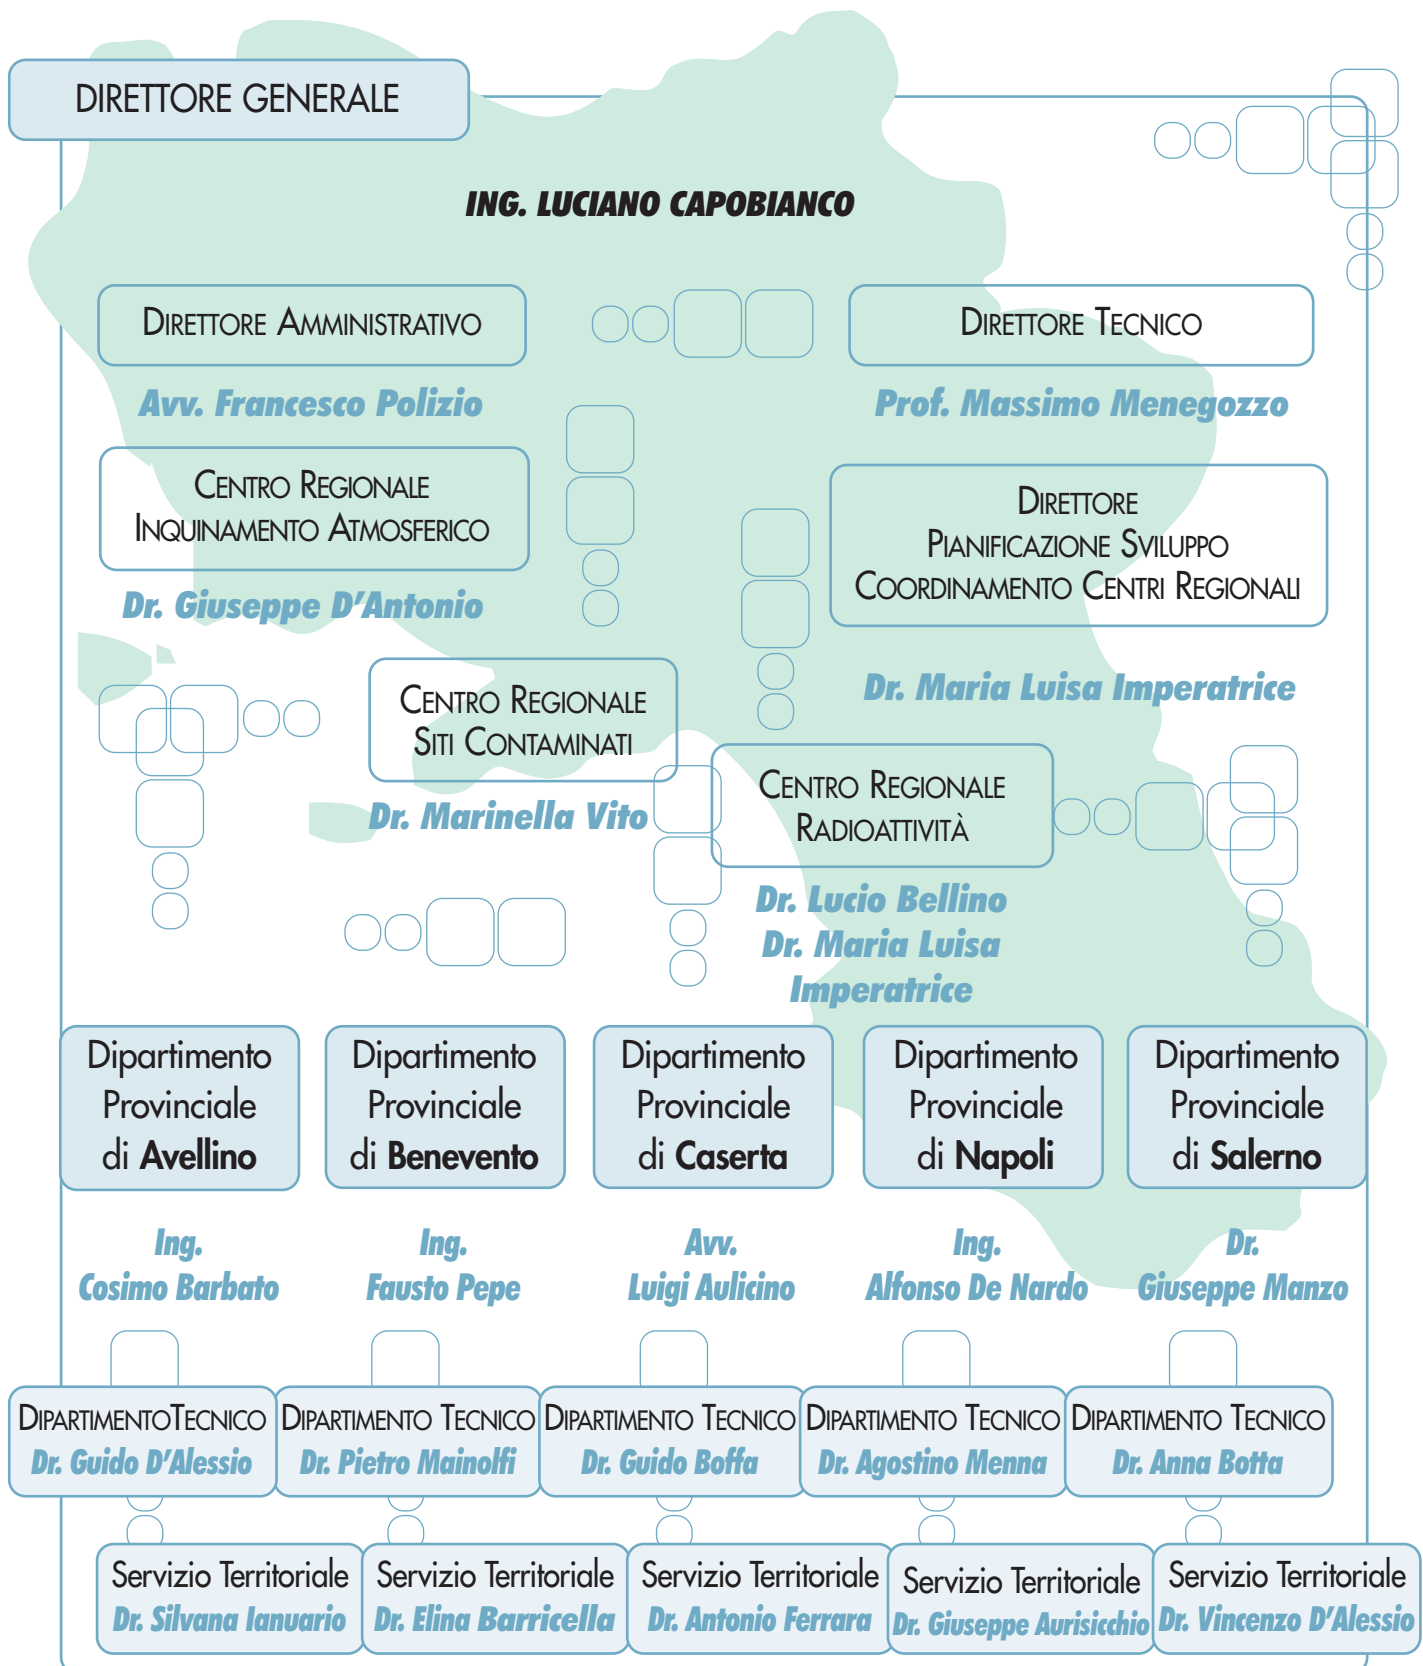 DIRETTORE GENERALE
ING. LUCIANO CAPOBIANCO
DIRETTORE AMMINISTRATIVO
Avv. Francesco Polizio
DIRETTORE TECNICO
Prof. Massimo Menegozzo
CENTRO REGIONALE
INQUINAMENTO ATMOSFERICO
Dr. Giuseppe D'Antonio
DIRETTORE
PIANIFICAZIONE SVILUPPO
COORDINAMENTO CENTRI REGIONALI
Dr. Maria Luisa Imperatrice
CENTRO REGIONALE
SITI CONTAMINATI
Dr. Marinella Vito
CENTRO REGIONALE
RADIOATTIVITÀ
Dr. Lucio Bellino
Dr. Maria Luisa
Imperatrice
Dipartimento
Provinciale
di Avellino
Ing.
Cosimo Barbato
Dipartimento
Provinciale
di Benevento
Ing.
Fausto Pepe
Dipartimento
Provinciale
di Caserta
Avv.
Luigi Aulicino
Dipartimento
Provinciale
di Napoli
Ing.
Alfonso De Nardo
Dipartimento
Provinciale
di Salerno
Dr.
Giuseppe Manzo
DIPARTIMENTO TECNICO
Dr. Guido D'Alessio
DIPARTIMENTO TECNICO
Dr. Pietro Mainolfi
DIPARTIMENTO TECNICO
Dr. Guido Boffa
DIPARTIMENTO TECNICO
Dr. Agostino Menna
DIPARTIMENTO TECNICO
Dr. Anna Botta
Servizio Territoriale
Dr. Silvana Ianuario
Servizio Territoriale
Dr. Elina Barricella
Servizio Territoriale
Dr. Antonio Ferrara
Servizio Territoriale
Dr. Giuseppe Aurisicchio
Servizio Territoriale
Dr. Vincenzo D'Alessio